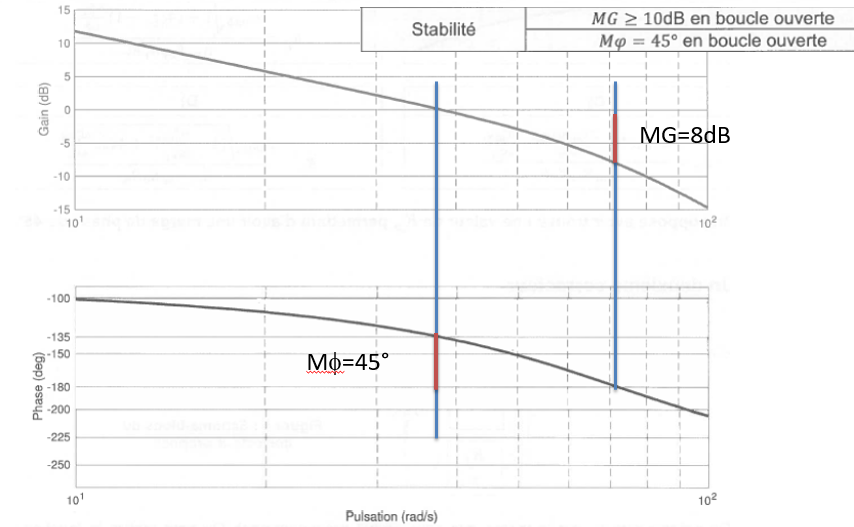 Stabilité
MG ≥ 10dB en boucle ouverte
Mφ = 45° en boucle ouverte
Gain (dB)
15
10
5
0
-5
-10
-15
10¹
10²
MG=8dB
Phase (deg)
-100
-135
-150
-180
-200
-225
-250
Mϕ=45°
10¹
10²
Pulsation (rad/s)